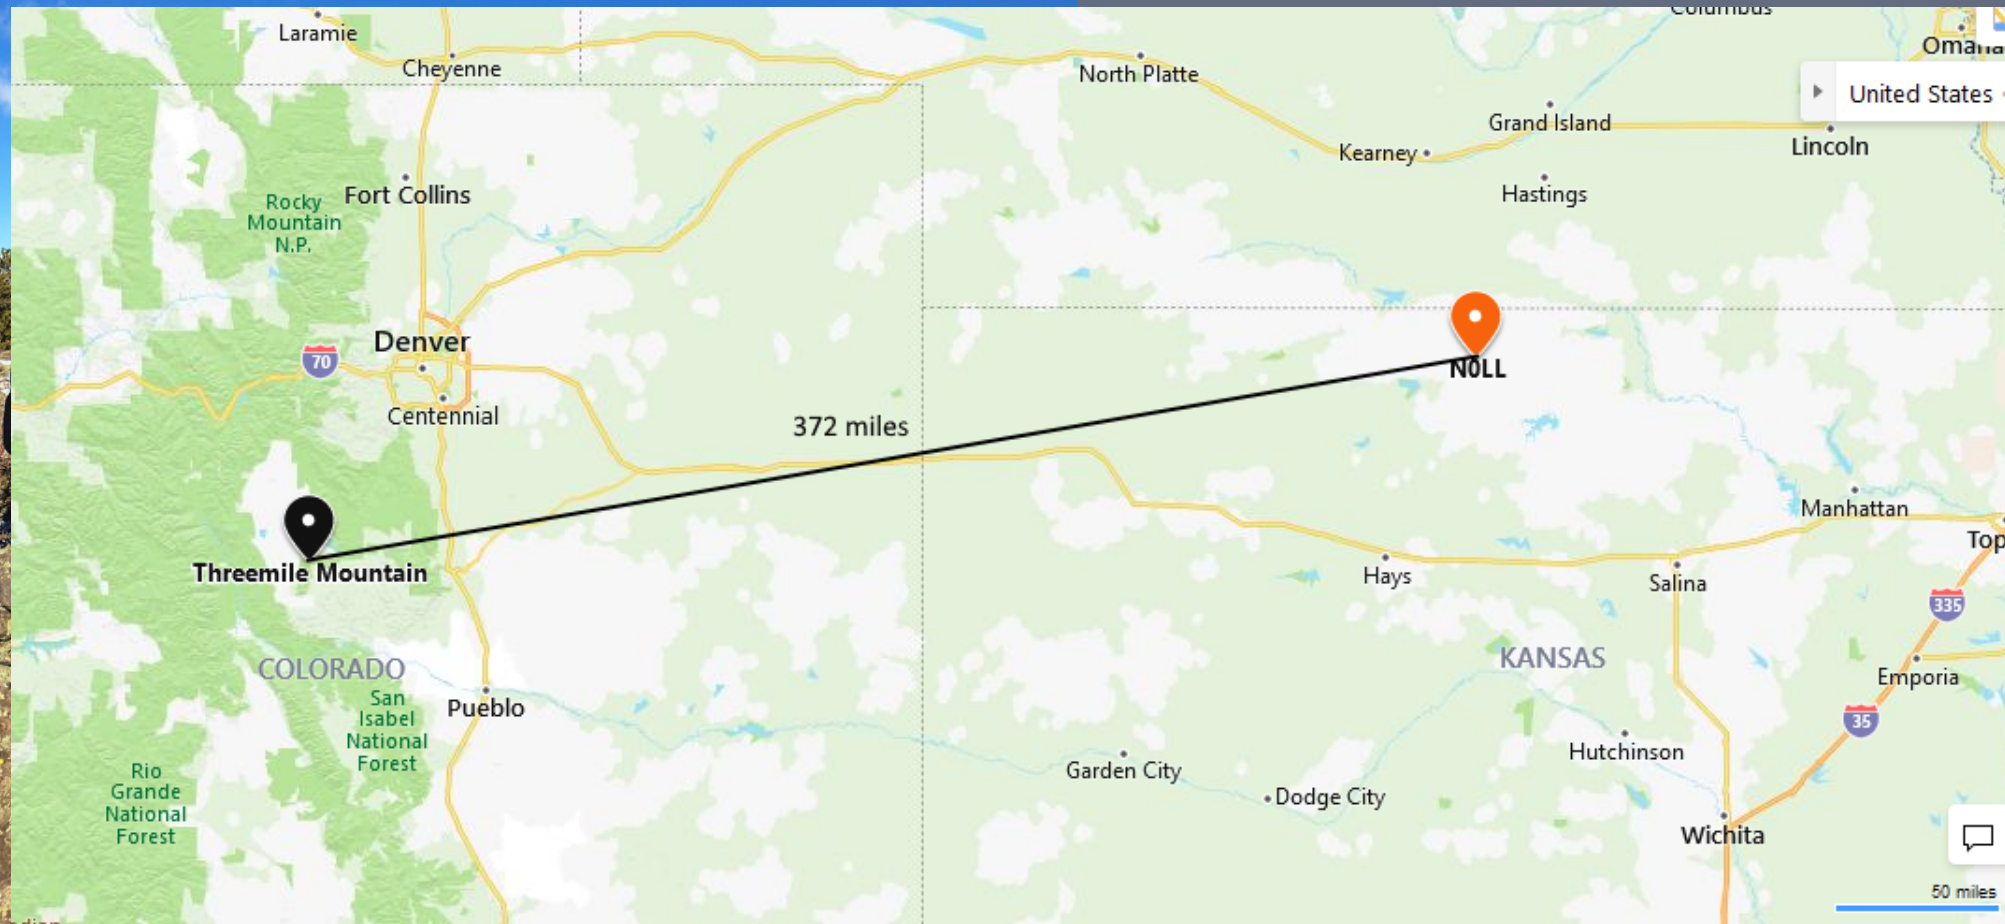 Columbus
Laramie
Cheyenne
Omaha
North Platte
United States
Grand Island
Kearney
Lincoln
Hastings
Fort Collins
Rocky
Mountain
N.P.
Denver
70
N0LL
Centennial
372 miles
Manhattan
Top
Threemile Mountain
Hays
Salina
335
COLORADO
KANSAS
Emporia
San
Isabel
National
Forest
Pueblo
35
Hutchinson
Garden City
Rio
Grande
National
Forest
Dodge City
Wichita
50 miles